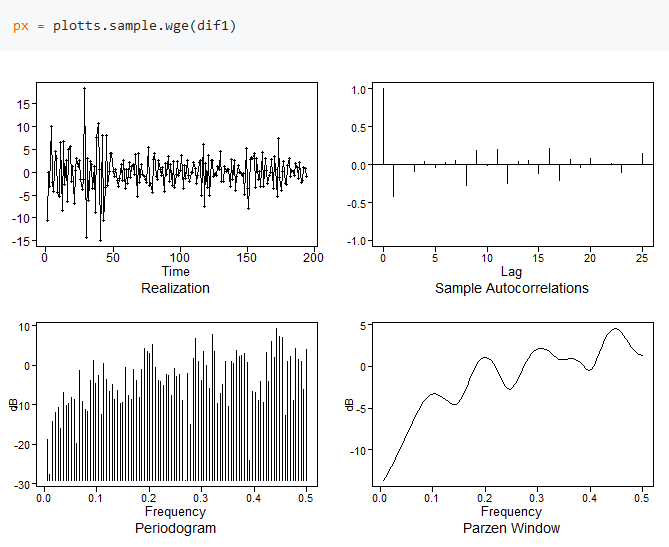 px = plotts.sample.wge(dif1)
15
10
5
0
-5
-10
-15
0 50 100 150 200
Time
Realization
1.0
0.5
0.0
-0.5
-1.0
0 5 10 15 20 25
Lag
Sample Autocorrelations
10
0
-10
-20
-30
dB
0.0 0.1 0.2 0.3 0.4 0.5
Frequency
Periodogram
5
0
-5
-10
dB
0.0 0.1 0.2 0.3 0.4 0.5
Frequency
Parzen Window